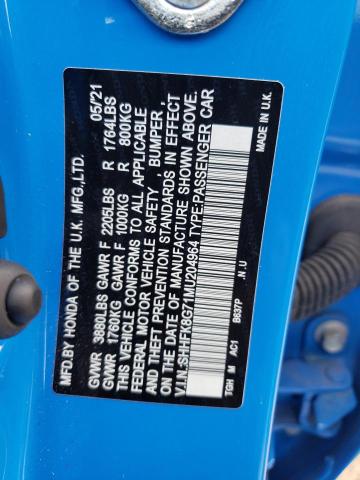 MFD.BY HONDA OF THE U.K. MFG.,LTD. 05/'21
GVWR 3880LBS GAWR F 2205LBS R 1764LBS
GVWR 1760KG GAWR F 1000KG R 800KG
THIS VEHICLE CONFORMS TO ALL APPLICABLE
FEDERAL MOTOR VEHICLE SAFETY , BUMPER ,
AND THEFT PREVENTION STANDARDS IN EFFECT
ON THE DATE OF MANUFACTURE SHOWN ABOVE.
V.I.N.:SHHFK8G71MU204964 TYPE:PASSENGER CAR
B637P .N U MADE IN U.K.
TGH M AC1